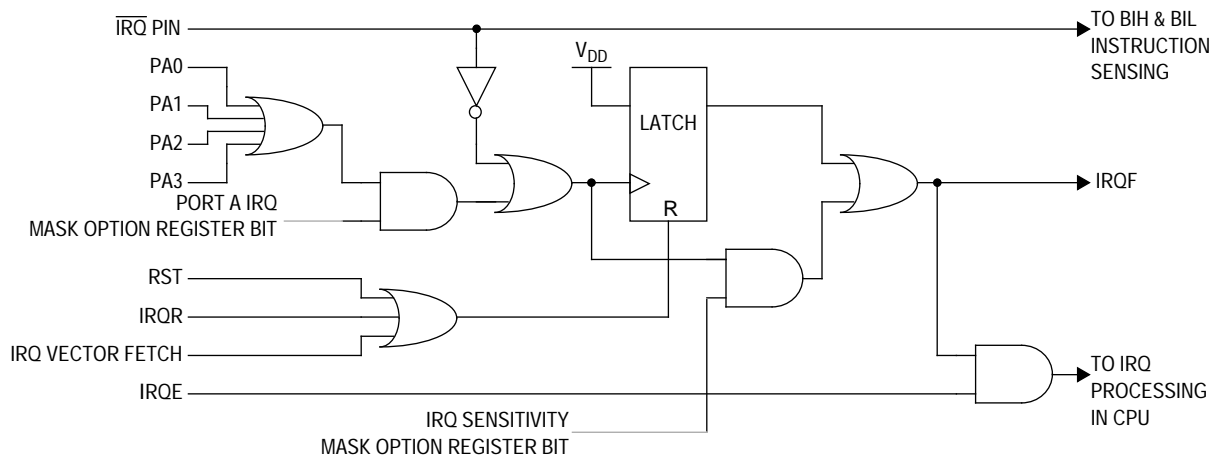 IRQ PIN
TO BIH & BIL
INSTRUCTION
SENSING
VDD
PA0
PA1
PA2
PA3
LATCH
R
IRQF
PORT A IRQ
MASK OPTION REGISTER BIT
RST
IRQR
IRQ VECTOR FETCH
IRQE
TO IRQ
PROCESSING
IN CPU
IRQ SENSITIVITY
MASK OPTION REGISTER BIT